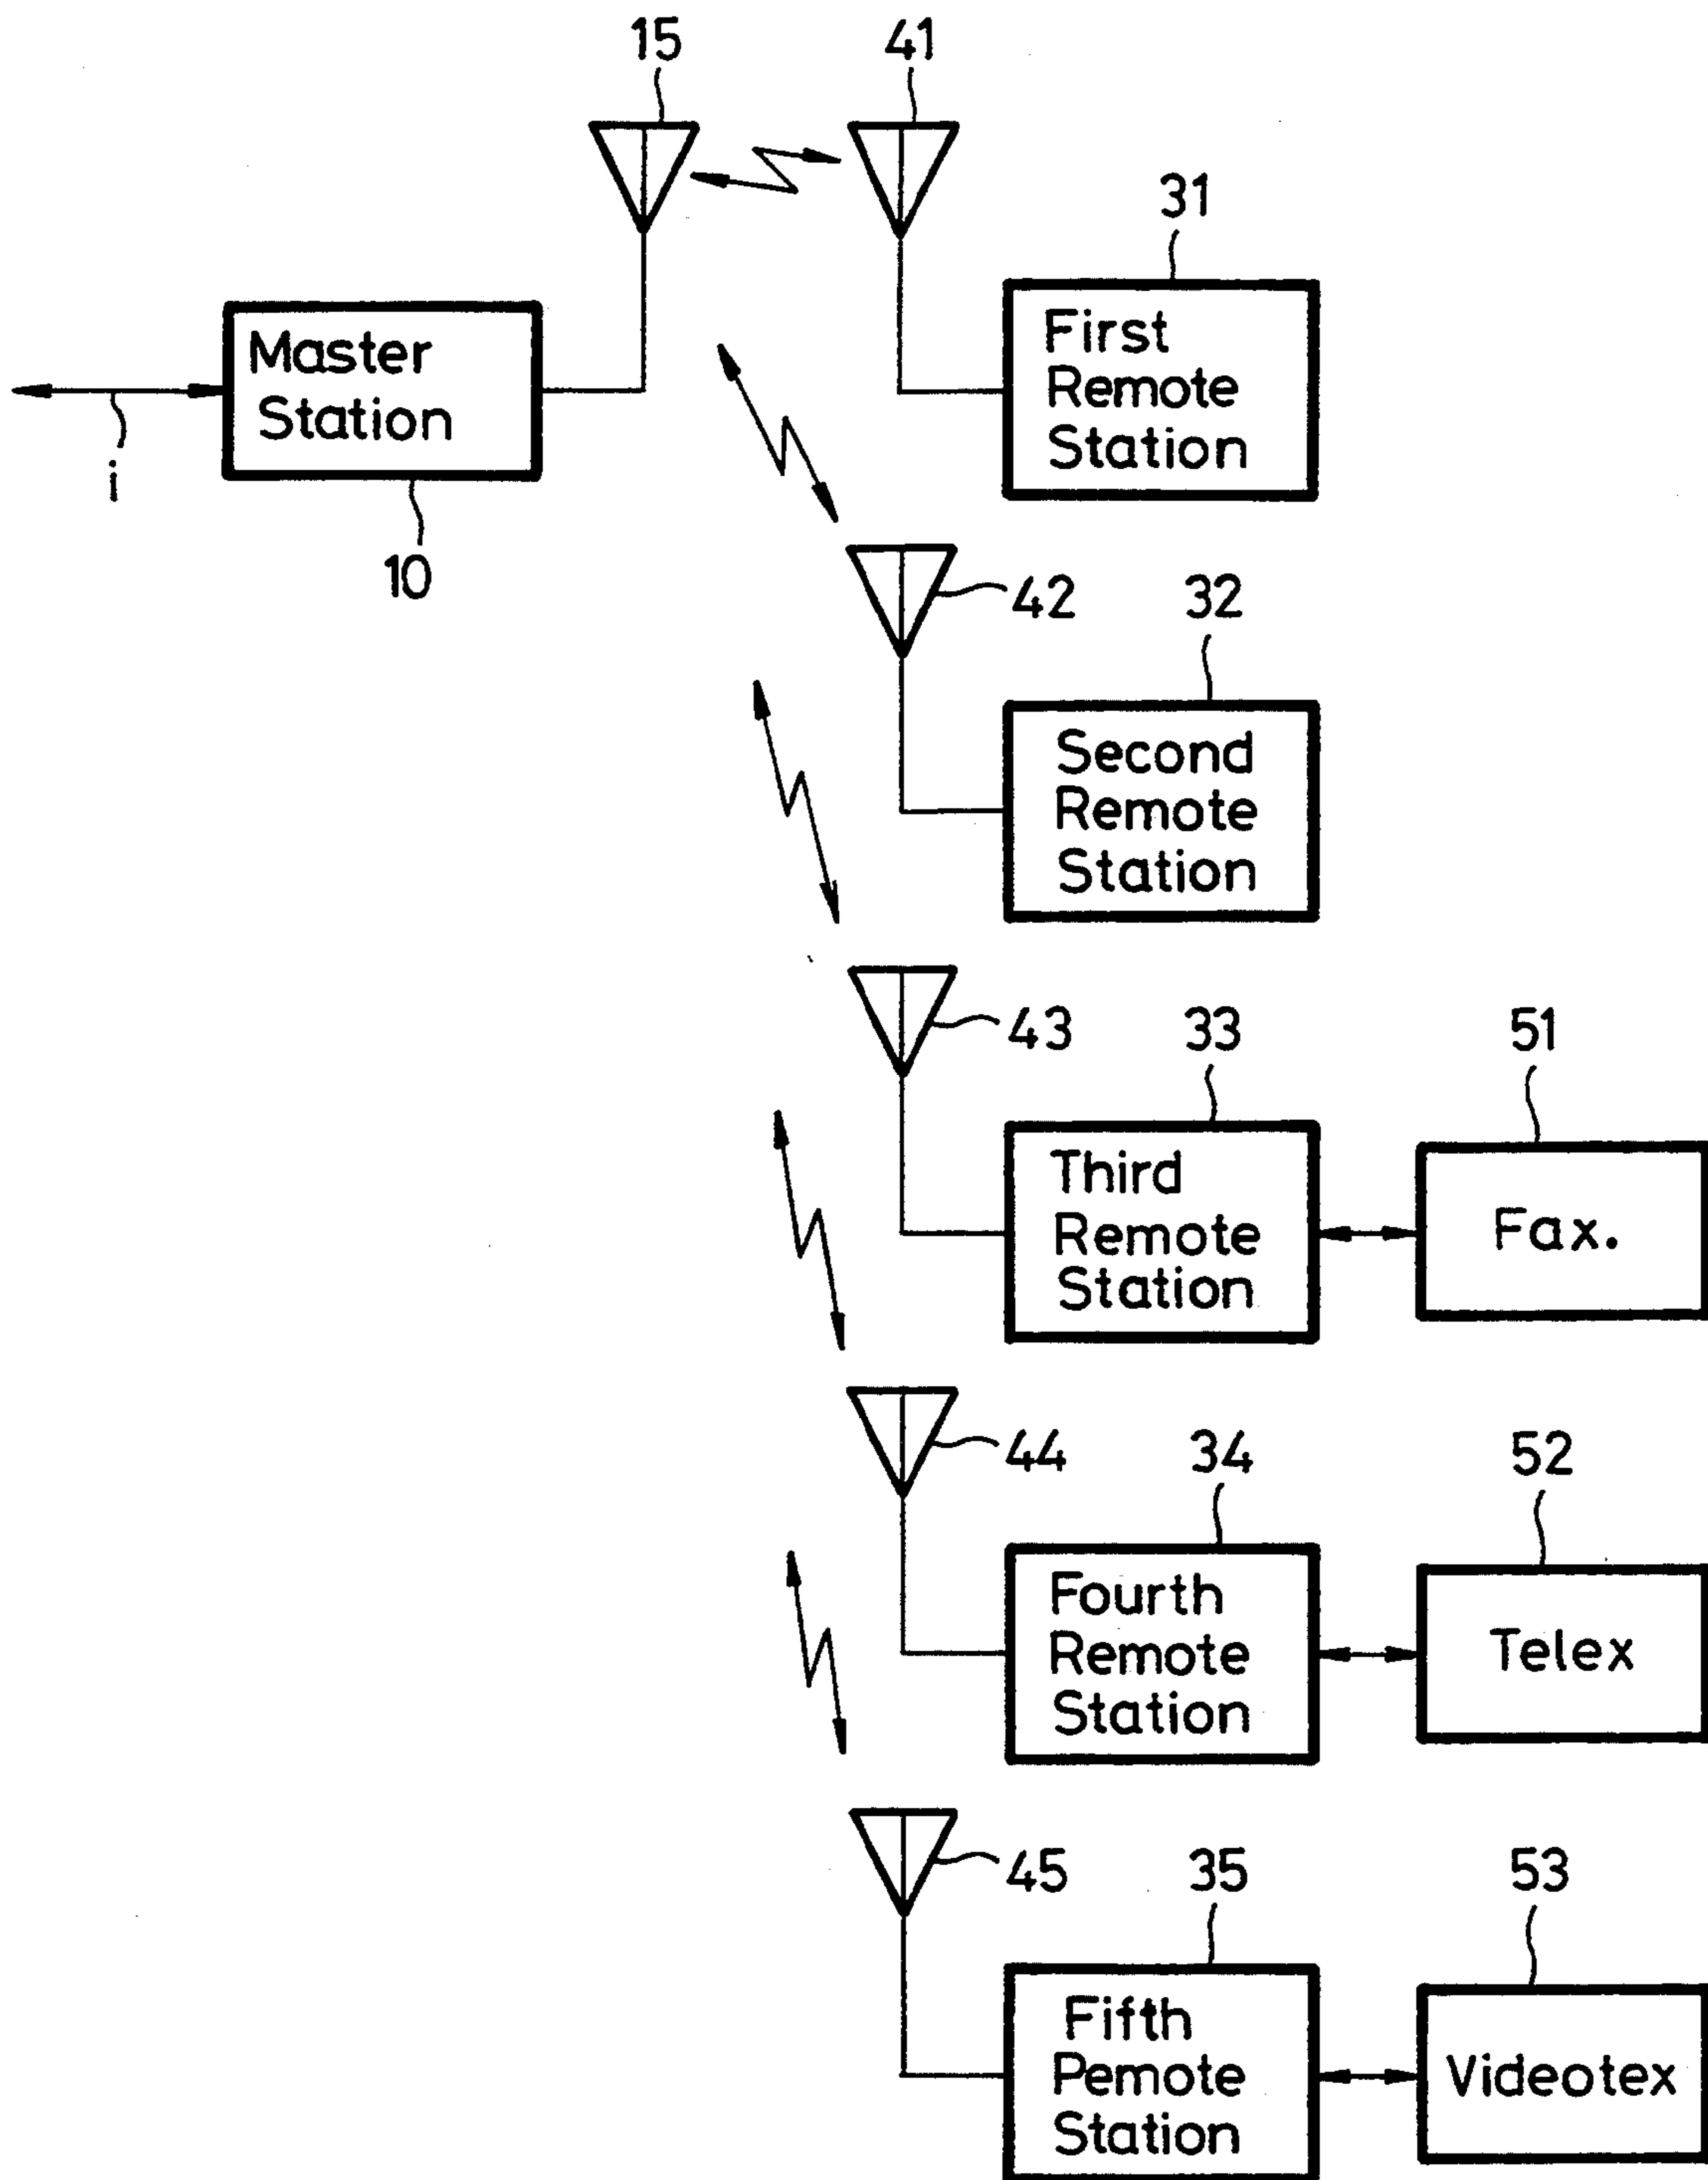 15
41
31
Master
Station
i
10
First
Remote
Station
42
32
Second
Remote
Station
43
33
51
Third
Remote
Station
Fax.
44
34
52
Fourth
Remote
Station
Telex
45
35
53
Fifth
Pemote
Station
Videotex